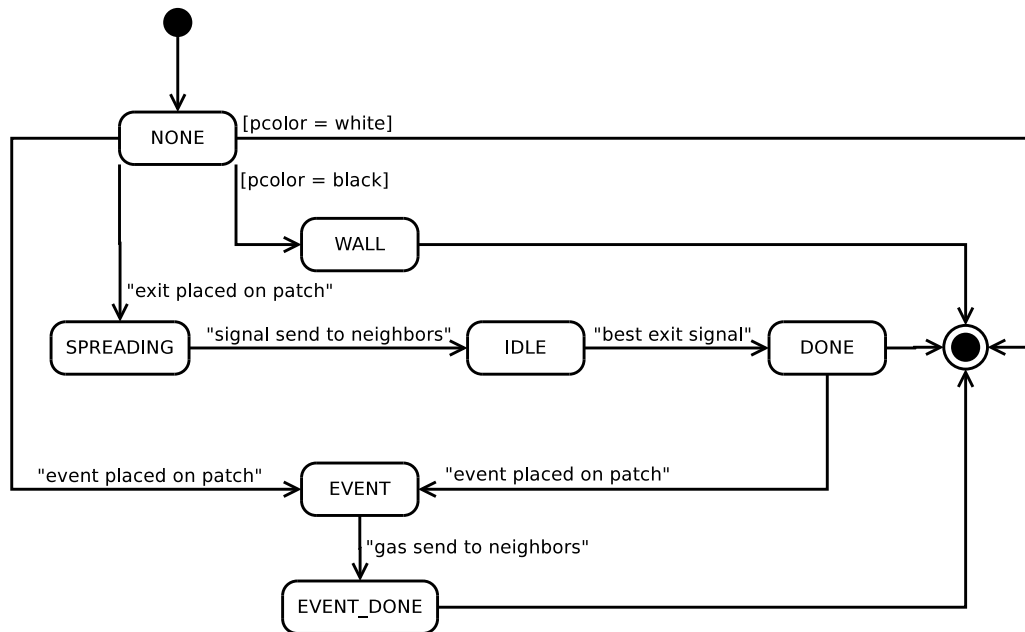 [pcolor = white]
NONE
[pcolor = black]
WALL
"exit placed on patch"
SPREADING
"signal send to neighbors"
IDLE
"best exit signal"
DONE
"event placed on patch"
EVENT
"event placed on patch"
"gas send to neighbors"
EVENT_DONE